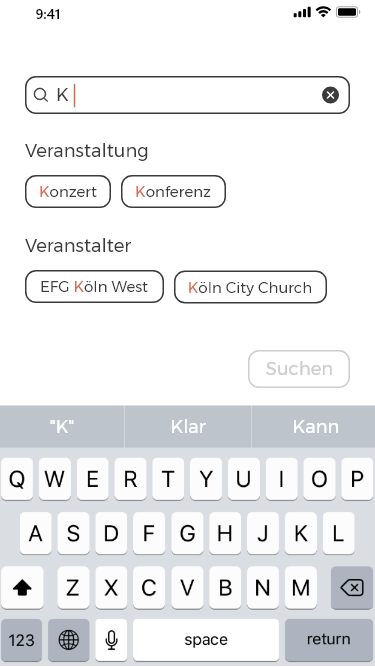 9:41
K
Veranstaltung
Konzert Konferenz
Veranstalter
EFG Köln West Köln City Church
Suchen
"K" Klar Kann
Q W E R T Y U I O P
A S D F G H J K L
Z X C V B N M
123 space return